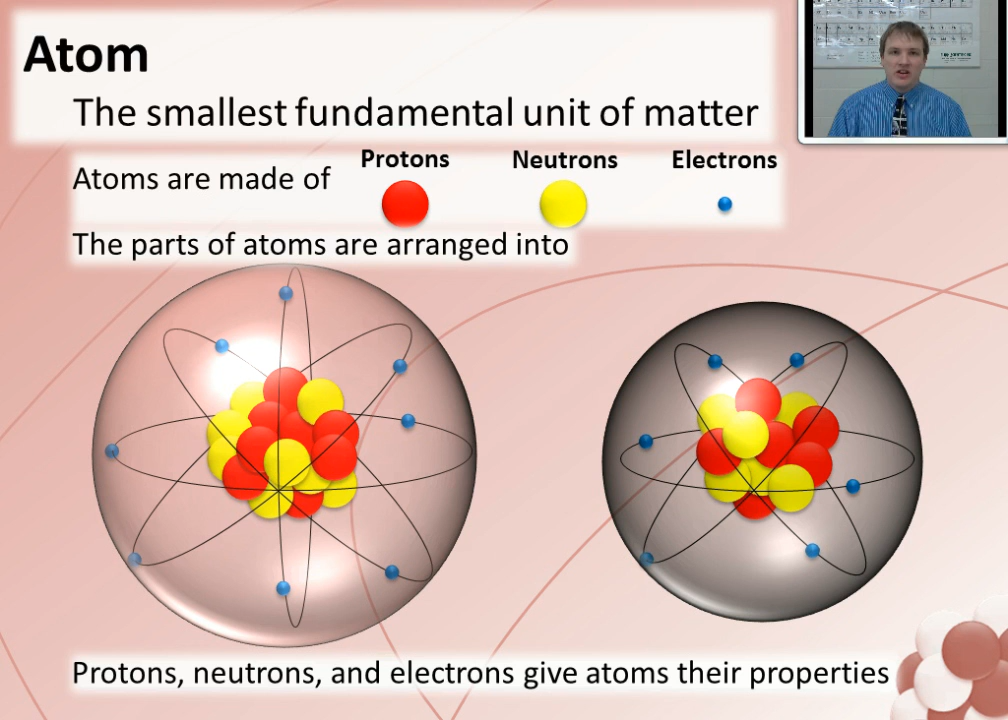 Atom
The smallest fundamental unit of matter
Protons Neutrons Electrons
Atoms are made of
The parts of atoms are arranged into
Protons, neutrons, and electrons give atoms their properties